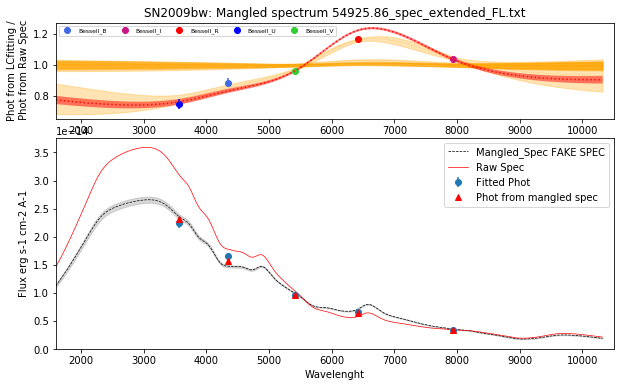 SN2009bw: Mangled spectrum 54925.86_spec_extended_FL.txt
Phot from LCfitting /
Phot from Raw Spec
1.2
1.0
0.8
Bessell_B Bessell_I Bessell_R Bessell_U Bessell_V
2000 3000 4000 5000 6000 7000 8000 9000 10000
1e-14
Flux erg s-1 cm-2 A-1
3.5
3.0
2.5
2.0
1.5
1.0
0.5
0.0
Mangled_Spec FAKE SPEC
Raw Spec
Fitted Phot
Phot from mangled spec
2000 3000 4000 5000 6000 7000 8000 9000 10000
Wavelenght